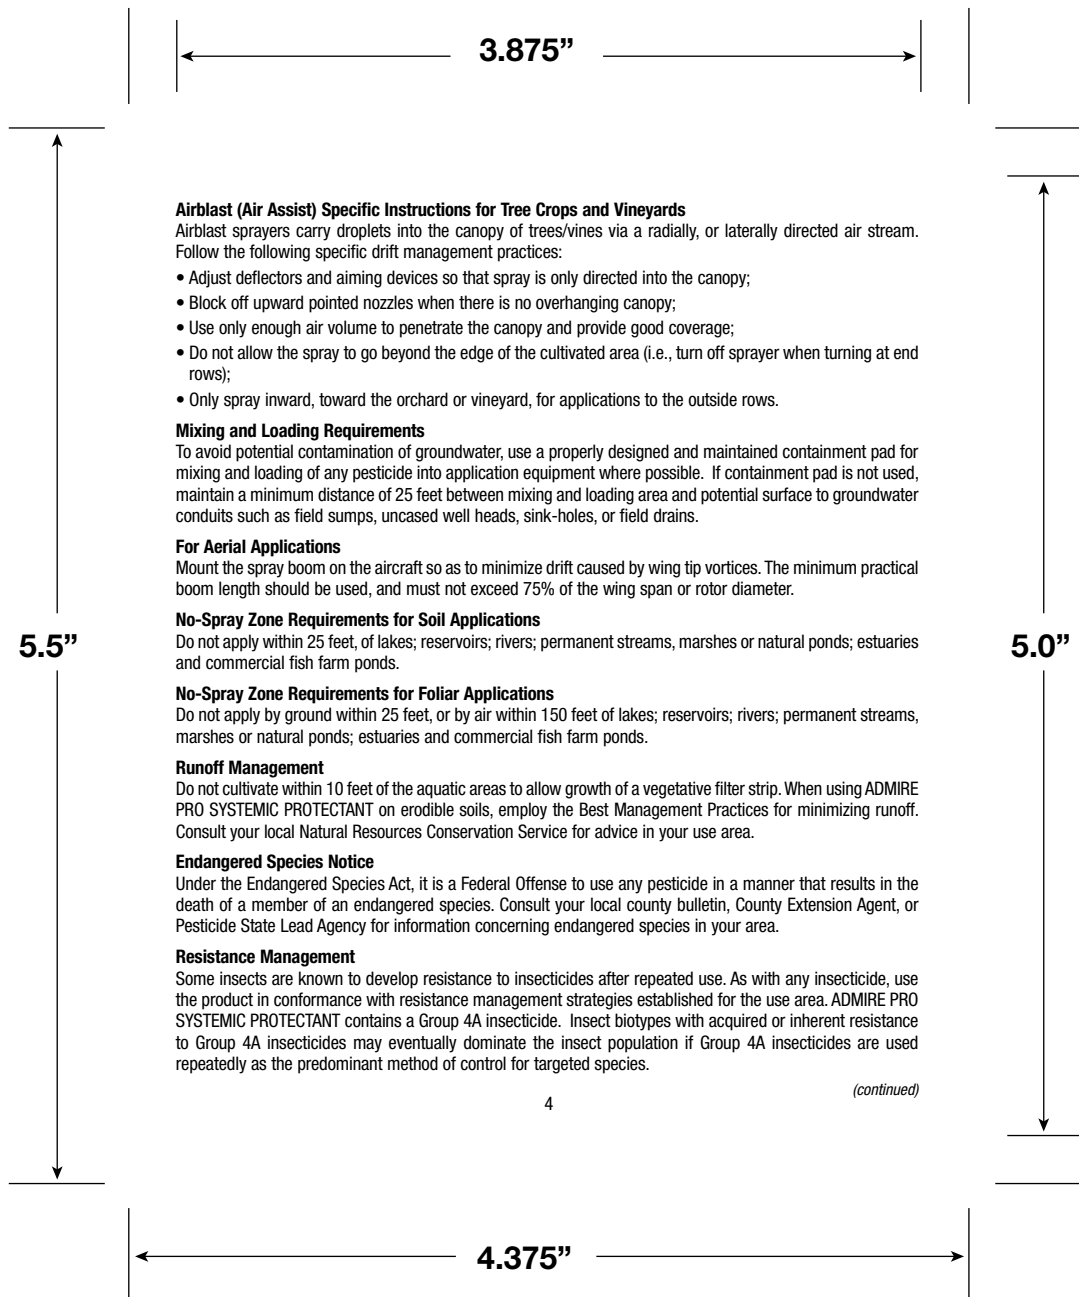 3.875”
Airblast (Air Assist) Specific Instructions for Tree Crops and Vineyards
Airblast sprayers carry droplets into the canopy of trees/vines via a radially, or laterally directed air stream.
Follow the following specific drift management practices:
• Adjust deflectors and aiming devices so that spray is only directed into the canopy;
• Block off upward pointed nozzles when there is no overhanging canopy;
• Use only enough air volume to penetrate the canopy and provide good coverage;
• Do not allow the spray to go beyond the edge of the cultivated area (i.e., turn off sprayer when turning at end
rows);
• Only spray inward, toward the orchard or vineyard, for applications to the outside rows.
Mixing and Loading Requirements
To avoid potential contamination of groundwater, use a properly designed and maintained containment pad for
mixing and loading of any pesticide into application equipment where possible.  If containment pad is not used,
maintain a minimum distance of 25 feet between mixing and loading area and potential surface to groundwater
conduits such as field sumps, uncased well heads, sink-holes, or field drains.
For Aerial Applications
Mount the spray boom on the aircraft so as to minimize drift caused by wing tip vortices. The minimum practical
boom length should be used, and must not exceed 75% of the wing span or rotor diameter.
No-Spray Zone Requirements for Soil Applications
Do not apply within 25 feet, of lakes; reservoirs; rivers; permanent streams, marshes or natural ponds; estuaries
and commercial fish farm ponds.
5.5”
5.0”
No-Spray Zone Requirements for Foliar Applications
Do not apply by ground within 25 feet, or by air within 150 feet of lakes; reservoirs; rivers; permanent streams,
marshes or natural ponds; estuaries and commercial fish farm ponds.
Runoff Management
Do not cultivate within 10 feet of the aquatic areas to allow growth of a vegetative filter strip. When using ADMIRE
PRO SYSTEMIC PROTECTANT on erodible soils, employ the Best Management Practices for minimizing runoff.
Consult your local Natural Resources Conservation Service for advice in your use area.
Endangered Species Notice
Under the Endangered Species Act, it is a Federal Offense to use any pesticide in a manner that results in the
death of a member of an endangered species. Consult your local county bulletin, County Extension Agent, or
Pesticide State Lead Agency for information concerning endangered species in your area.
Resistance Management
Some insects are known to develop resistance to insecticides after repeated use. As with any insecticide, use
the product in conformance with resistance management strategies established for the use area. ADMIRE PRO
SYSTEMIC PROTECTANT contains a Group 4A insecticide.  Insect biotypes with acquired or inherent resistance
to Group 4A insecticides may eventually dominate the insect population if Group 4A insecticides are used
repeatedly as the predominant method of control for targeted species.
(continued)
4
4.375”